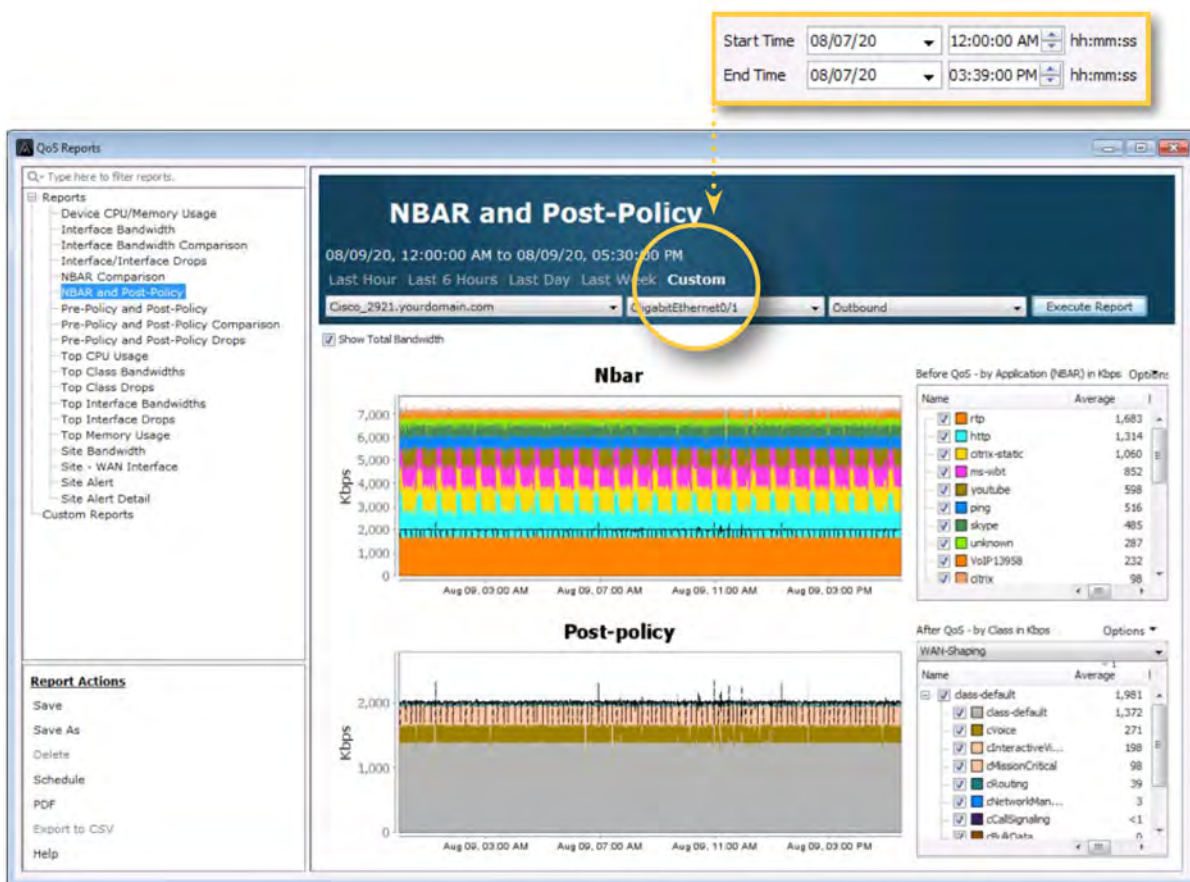 Start Time 08/07/20 12:00:00 AM hh:mm:ss
End Time 08/07/20 03:39:00 PM hh:mm:ss
QoS Reports
Type here to filter reports.
Reports
Device CPU/Memory Usage
Interface Bandwidth
Interface Bandwidth Comparison
Interface/Interface Drops
NBAR Comparison
NBAR and Post-Policy
Pre-Policy and Post-Policy
Pre-Policy and Post-Policy Comparison
Pre-Policy and Post-Policy Drops
Top CPU Usage
Top Class Bandwidths
Top Class Drops
Top Interface Bandwidths
Top Interface Drops
Top Memory Usage
Site Bandwidth
Site - WAN Interface
Site Alert
Site Alert Detail
Custom Reports
Report Actions
Save
Save As
Delete
Schedule
PDF
Export to CSV
Help
NBAR and Post-Policy
08/09/20, 12:00:00 AM to 08/09/20, 05:30:00 PM
Last Hour Last 6 Hours Last Day Last Week Custom
Cisco_2921.yourdomain.com GigabitEthernet0/1 Outbound Execute Report
Show Total Bandwidth
Nbar
Kbps
7,000
6,000
5,000
4,000
3,000
2,000
1,000
0
Aug 09, 03:00 AM Aug 09, 07:00 AM Aug 09, 11:00 AM Aug 09, 03:00 PM
Before QoS - by Application (NBAR) in Kbps Options
Name Average
rtp 1,683
http 1,314
citrix-static 1,060
ms-wbt 852
youtube 598
ping 516
skype 485
unknown 287
VoIP13958 232
citrix 98
Post-policy
Kbps
2,000
1,000
0
Aug 09, 03:00 AM Aug 09, 07:00 AM Aug 09, 11:00 AM Aug 09, 03:00 PM
After QoS - by Class in Kbps Options
WAN-Shaping
Name Average
class-default 1,981
class-default 1,372
cVoice 271
cInteractiveVi... 198
cMissionCritical 98
cRouting 39
cNetworkMan... 3
cCallSignaling <1
cBulkData 0